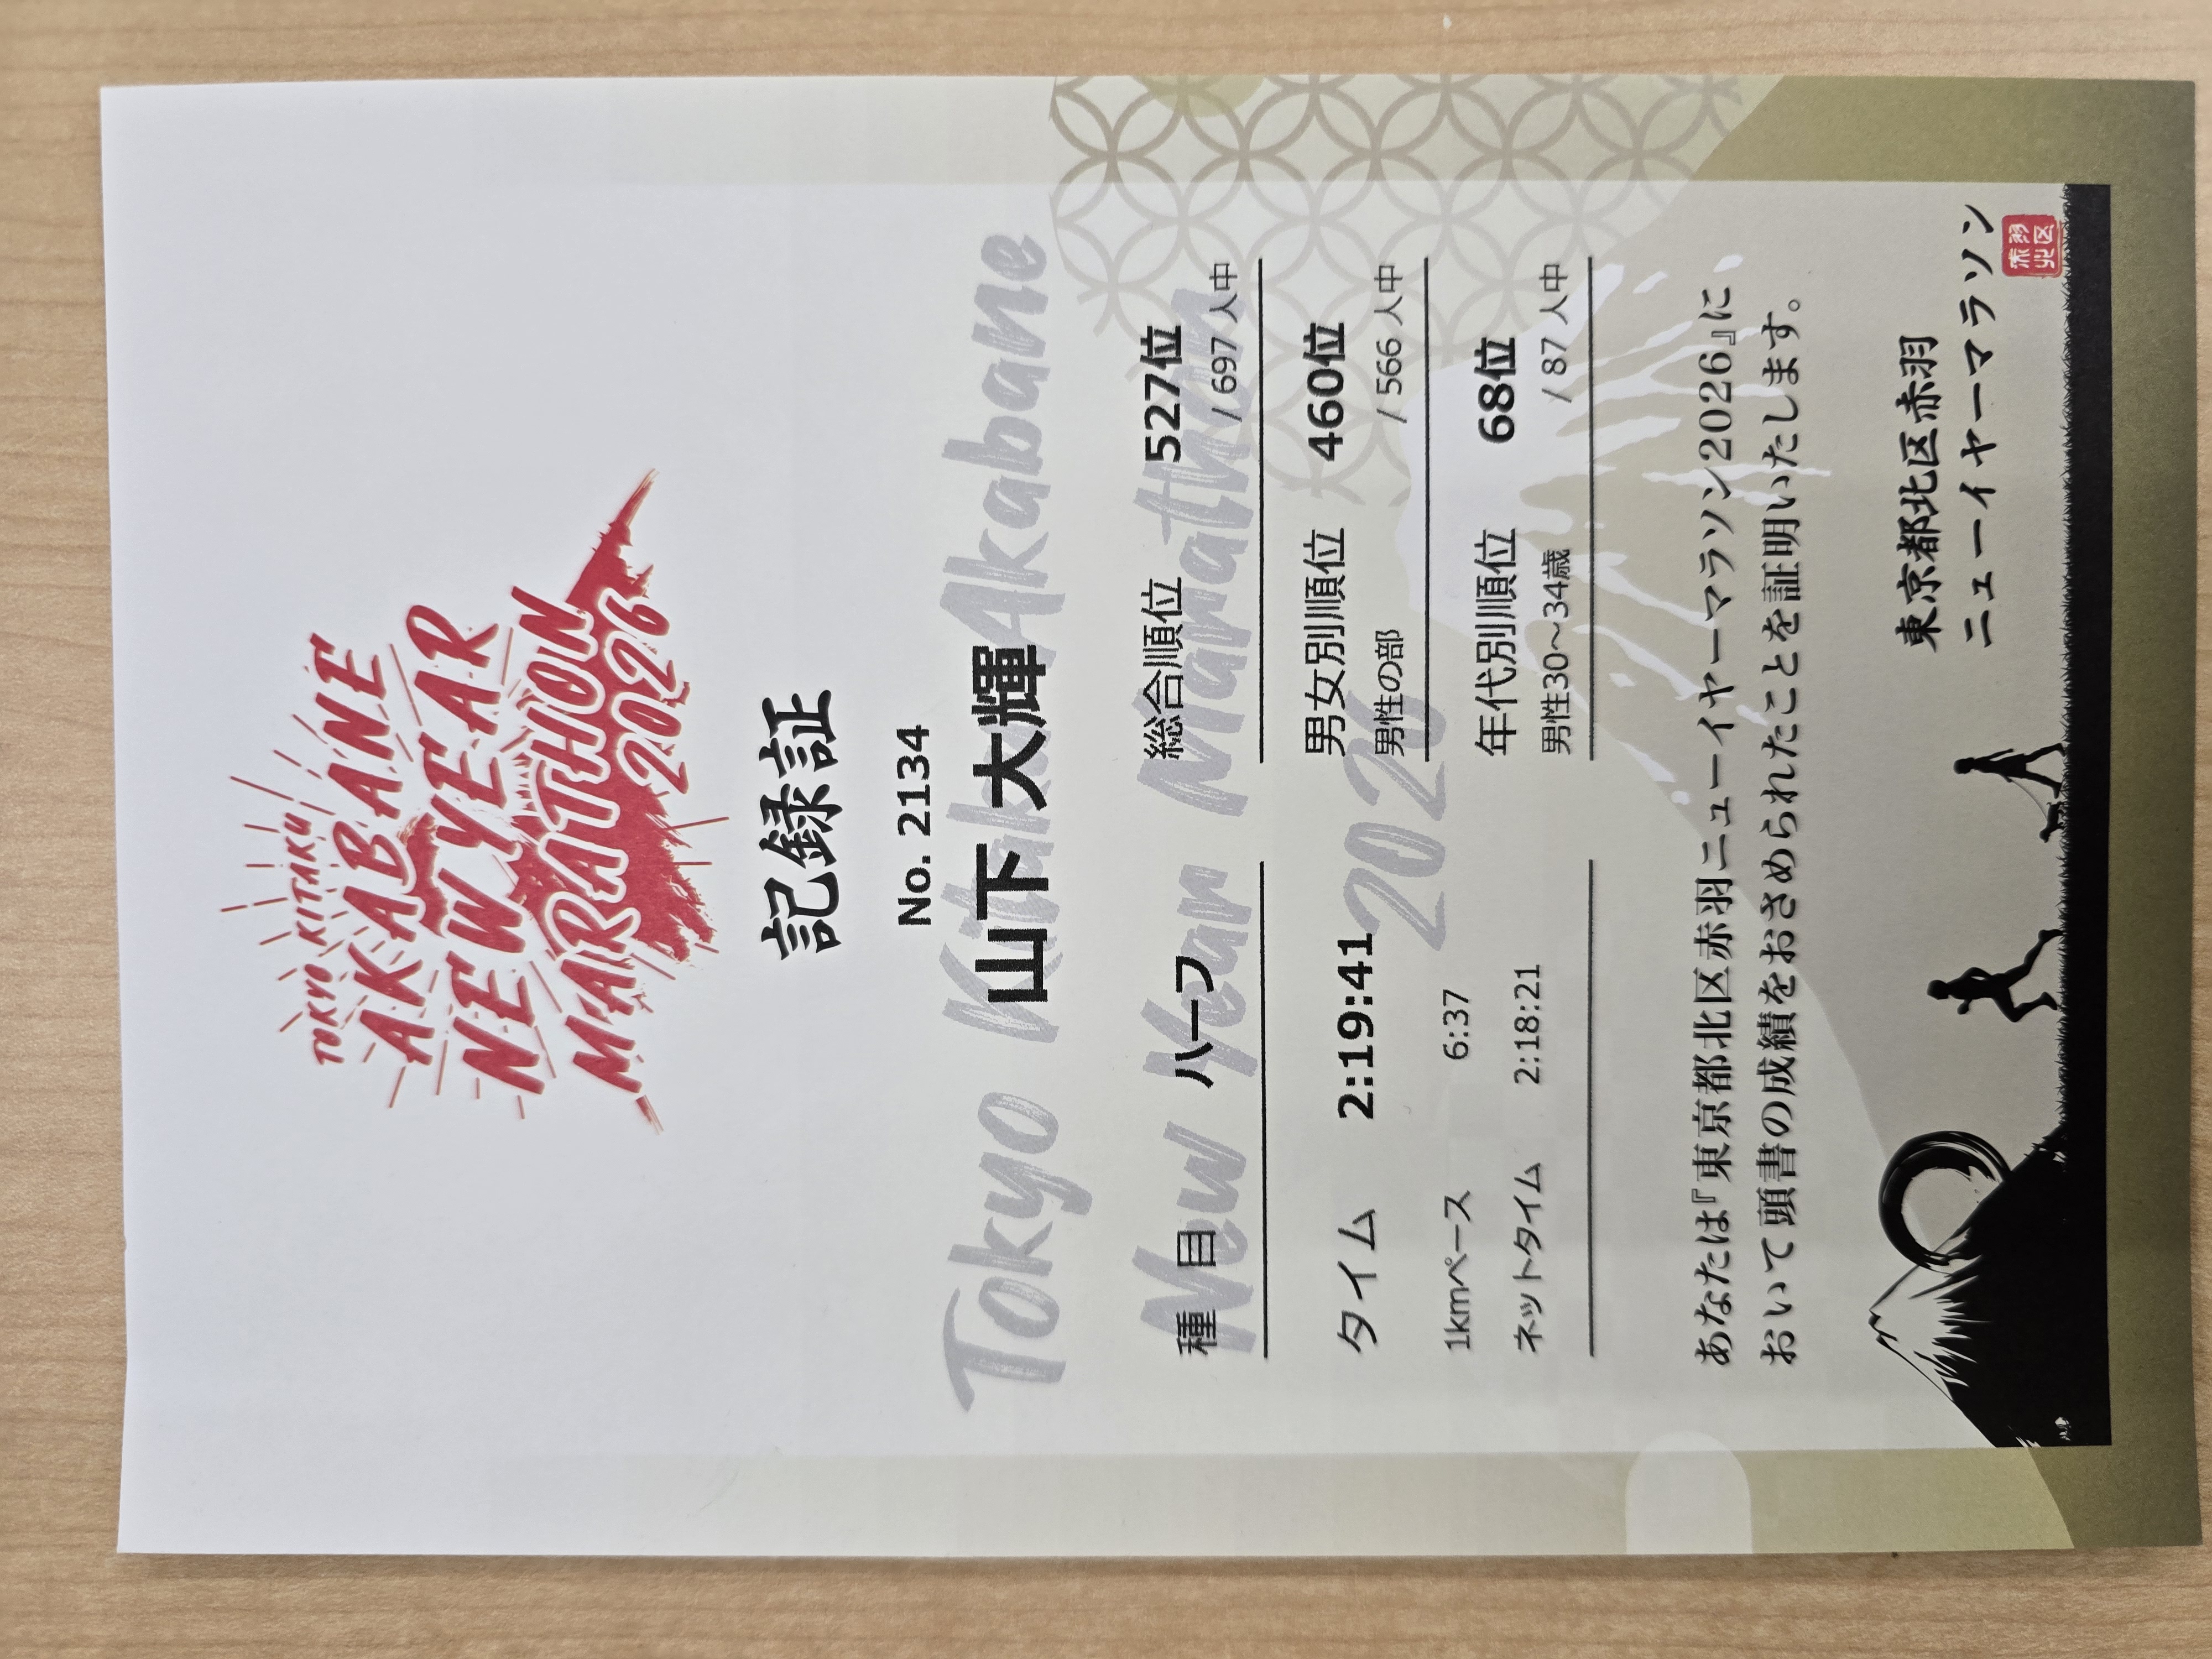 TOKYO KITAKU
AKABANE
NEW YEAR
MARATHON
2026
記録証
No. 2134
山下 大輝
Tokyo Kitaku Akabane
New Year Marathon
2026
種 目 ハーフ
タイム 2:19:41
1kmペース 6:37
ネットタイム 2:18:21
総合順位 527位
/ 697 人中
男女別順位 460位
男性の部 / 566 人中
年代別順位 68位
男性30～34歳 / 87 人中
あなたは『東京都北区赤羽ニューイヤーマラソン2026』に、
おいて頭書の成績をおさめられたことを証明いたします。
東京都北区赤羽
ニューイヤーマラソン
赤羽
北区